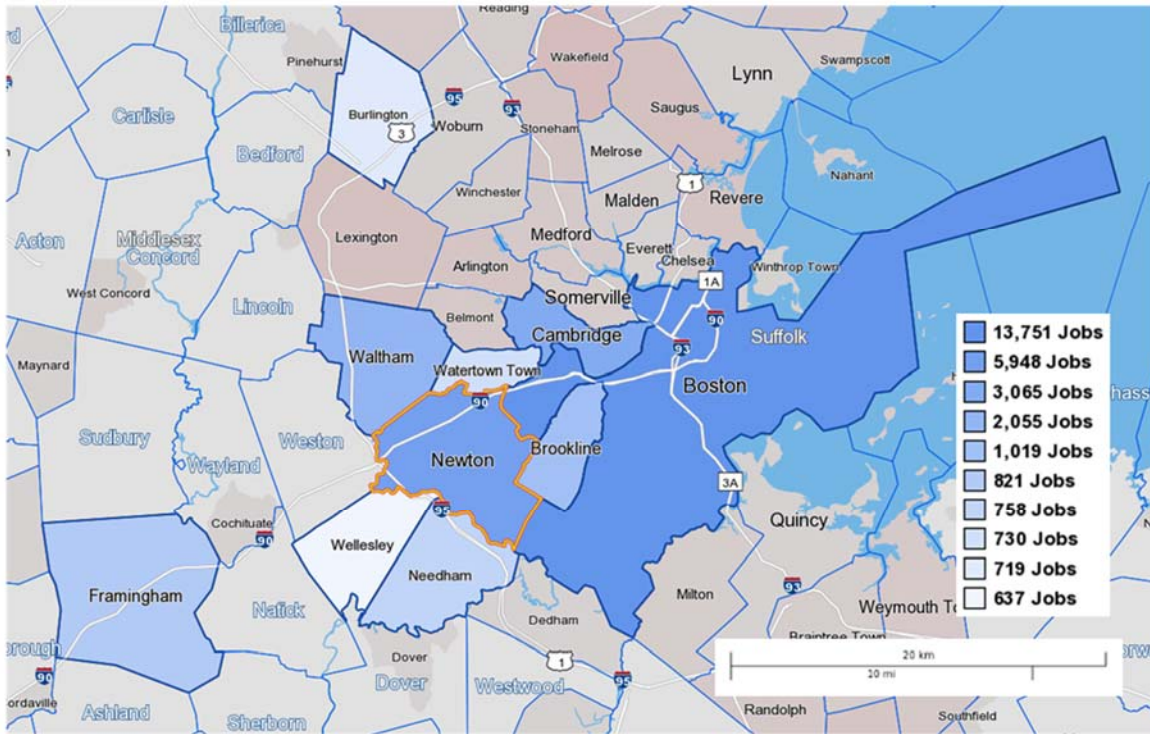 Reading
Billerica
Wakefield
Swampscott
Pinehurst
Lynn
95
93
Saugus
Carlisle
Burlington
3
Woburn
Stoneham
Bedford
Melrose
Nahant
1
Winchester
Malden
Revere
Acton
Middlesex
Concord
Lexington
Medford
Everett
Chelsea
Winthrop Town
West Concord
Arlington
1A
Lincoln
Somerville
Belmont
90
Cambridge
93
Suffolk
Maynard
Waltham
Watertown Town
Boston
90
Sudbury
Weston
Brookline
Wayland
Newton
3A
95
Cochituate
Quincy
90
Wellesley
Needham
93
Framingham
Natick
Milton
Weymouth
Dedham
Braintree Town
Dover
1
Dover
Westwood
95
90
Ashland
Sherborn
Randolph
Southfield
13,751 Jobs
5,948 Jobs
3,065 Jobs
2,055 Jobs
1,019 Jobs
821 Jobs
758 Jobs
730 Jobs
719 Jobs
637 Jobs
20 km
10 mi